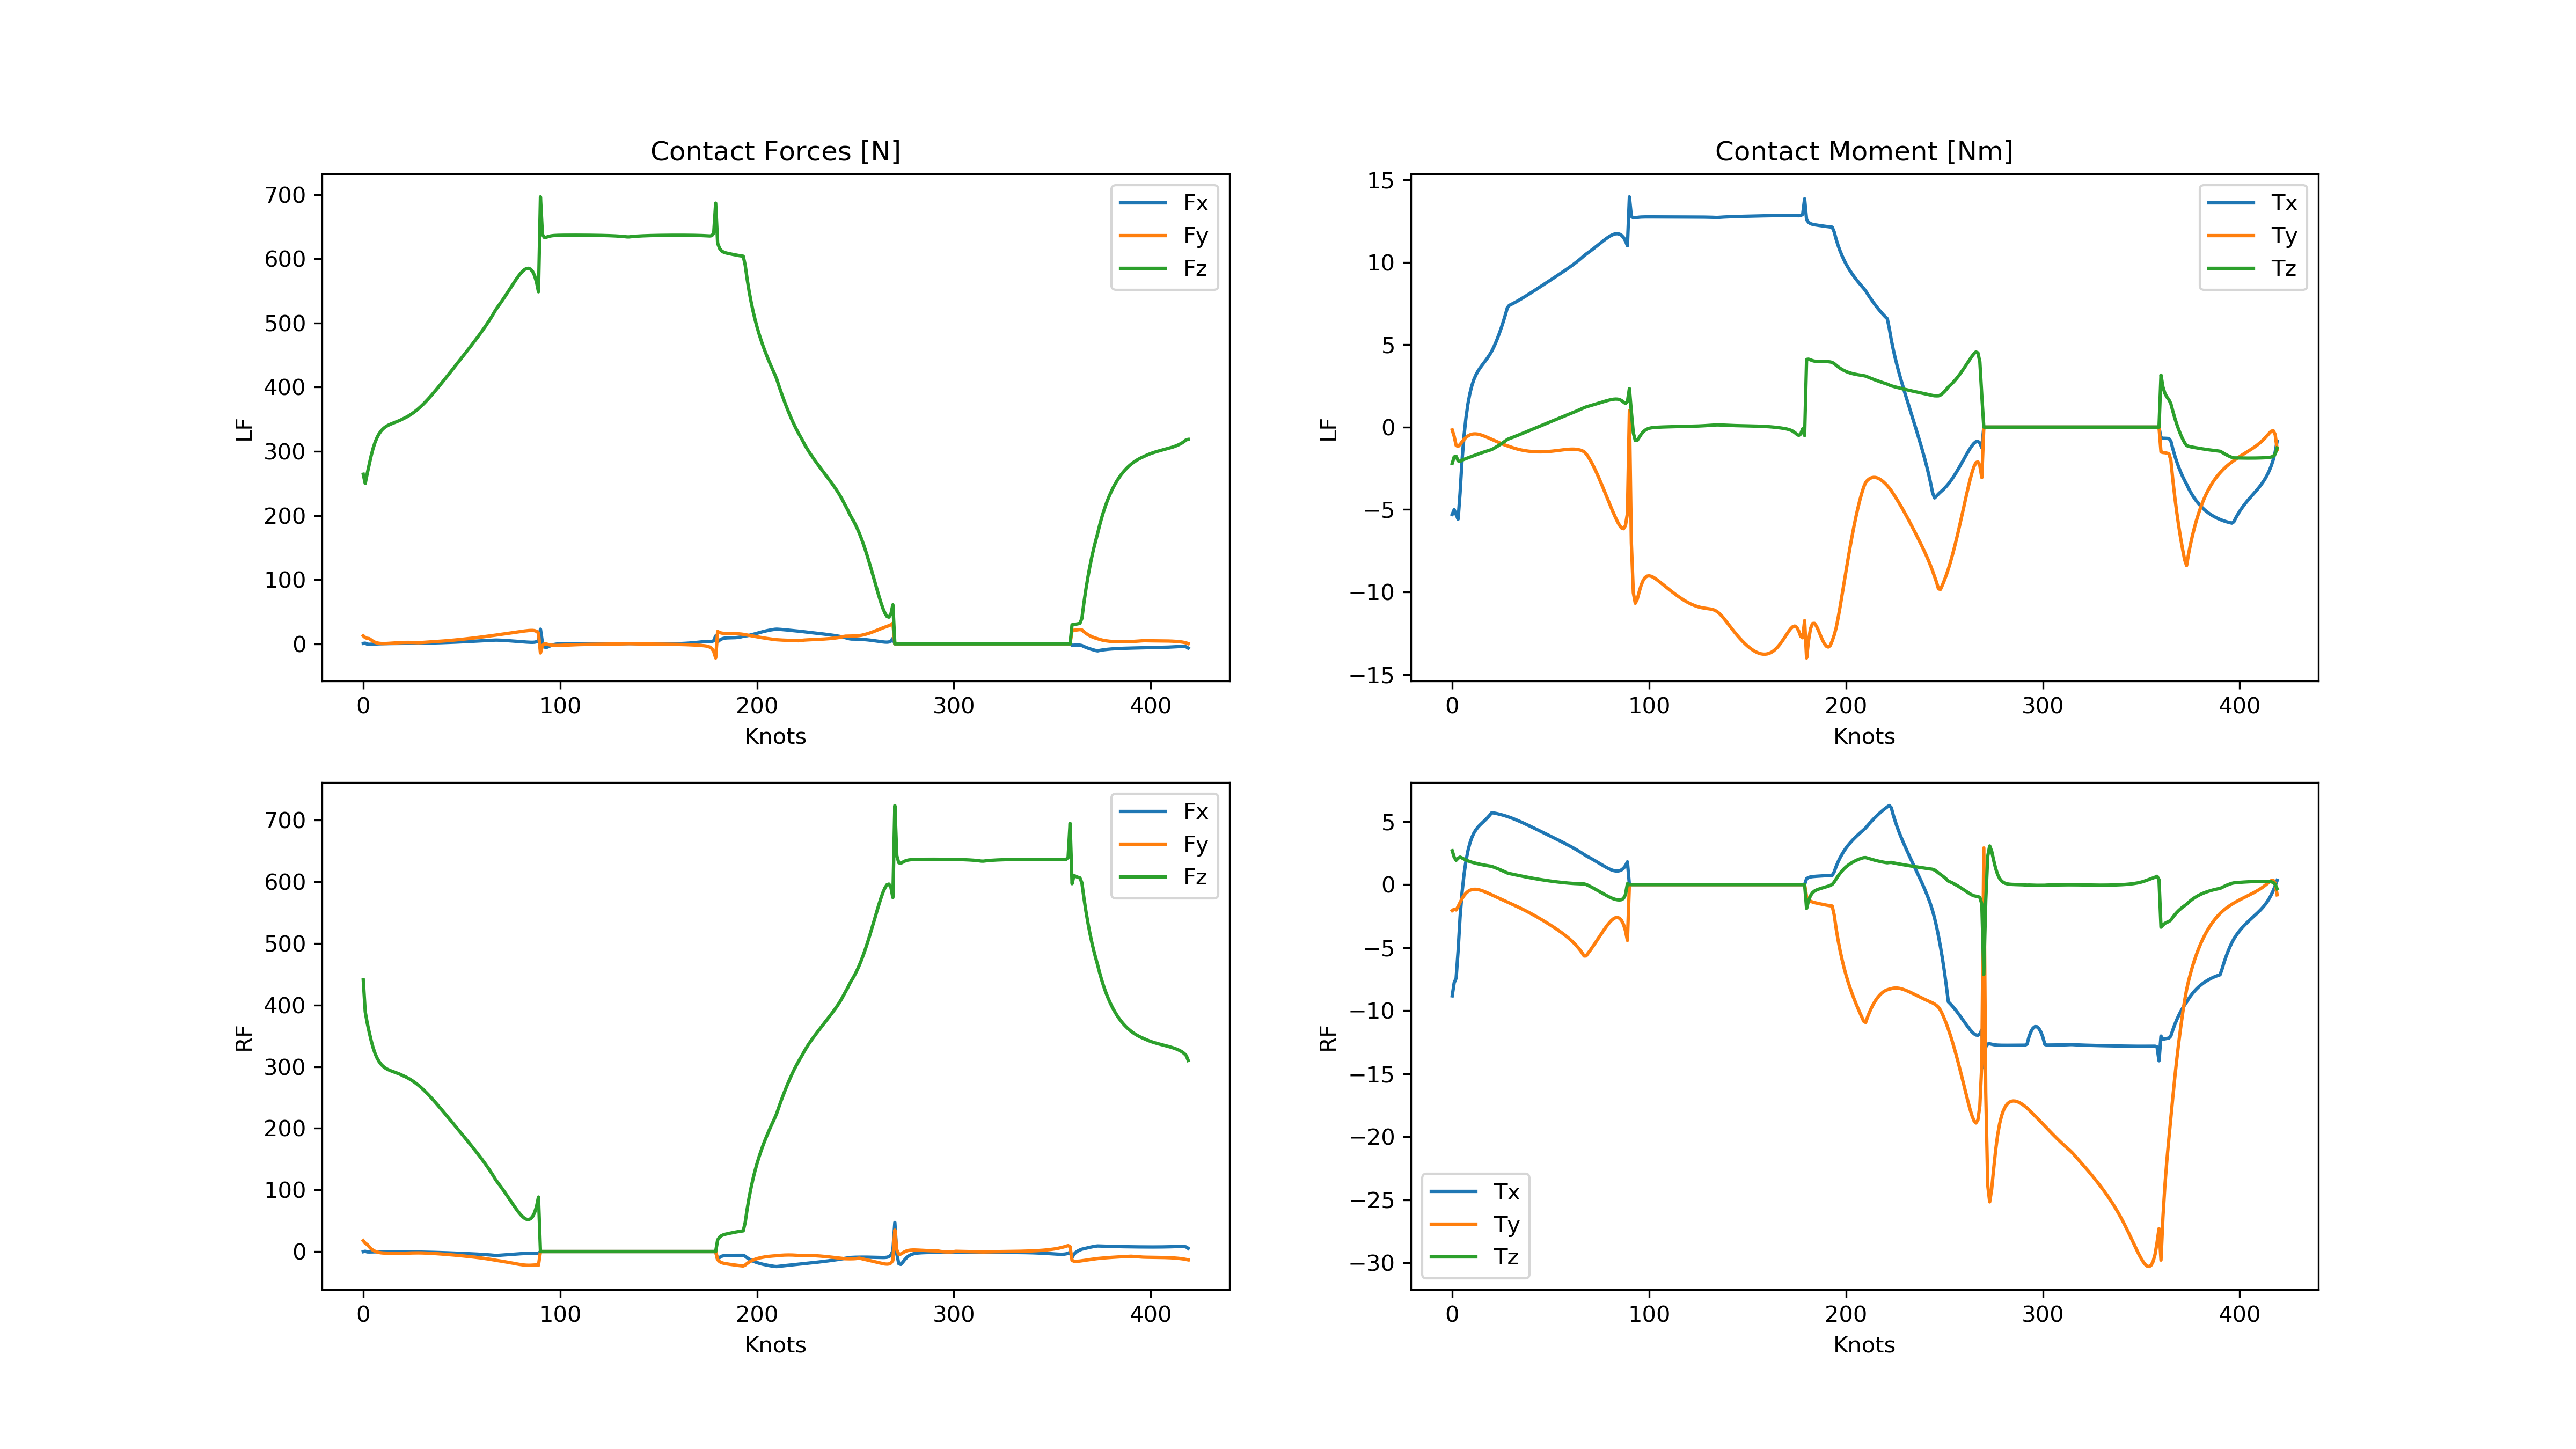 Contact Forces [N]
700
600
500
400
300
200
100
0
LF
0 100 200 300 400
Knots
Fx
Fy
Fz
Contact Moment [Nm]
15
10
5
0
−5
−10
−15
LF
0 100 200 300 400
Knots
Tx
Ty
Tz
700
600
500
400
300
200
100
0
RF
0 100 200 300 400
Knots
Fx
Fy
Fz
5
0
−5
−10
−15
−20
−25
−30
RF
0 100 200 300 400
Knots
Tx
Ty
Tz